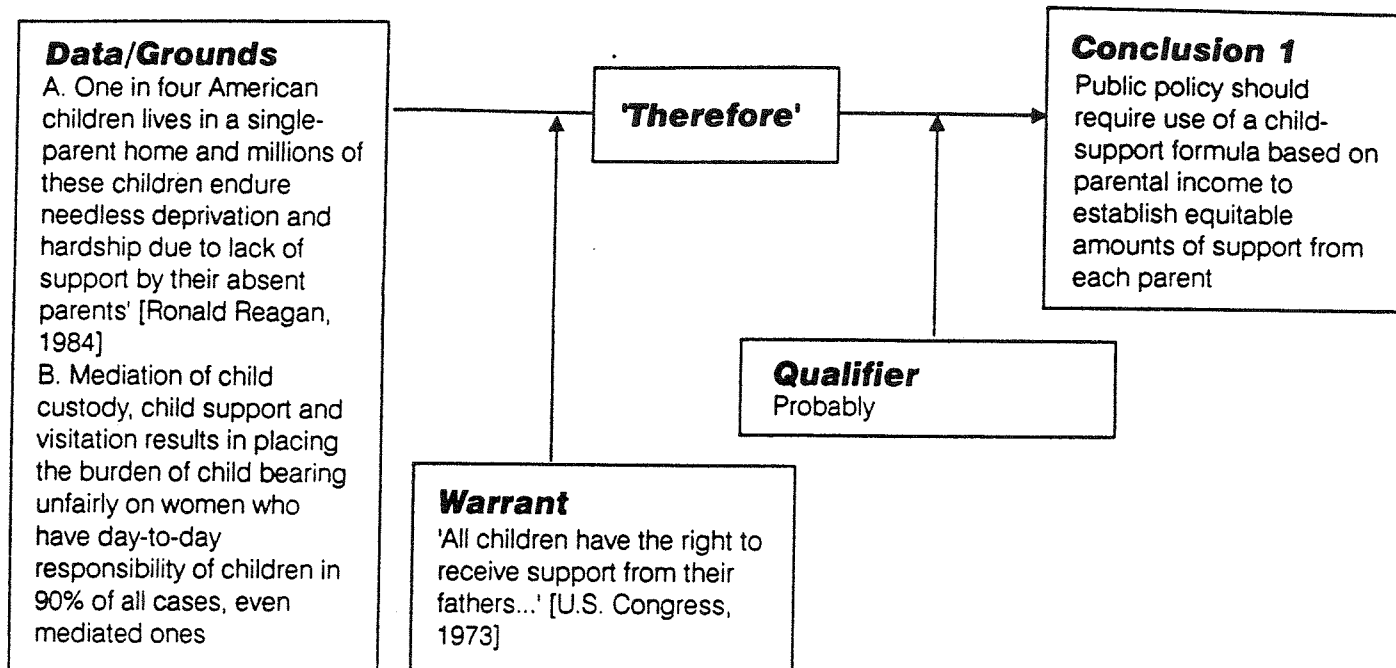 Data/Grounds
A. One in four American
children lives in a single-
parent home and millions of
these children endure
needless deprivation and
hardship due to lack of
support by their absent
parents' [Ronald Reagan,
1984]
B. Mediation of child
custody, child support and
visitation results in placing
the burden of child bearing
unfairly on women who
have day-to-day
responsibility of children in
90% of all cases, even
mediated ones
'Therefore'
Conclusion 1
Public policy should
require use of a child-
support formula based on
parental income to
establish equitable
amounts of support from
each parent
Qualifier
Probably
Warrant
'All children have the right to
receive support from their
fathers...' [U.S. Congress,
1973]